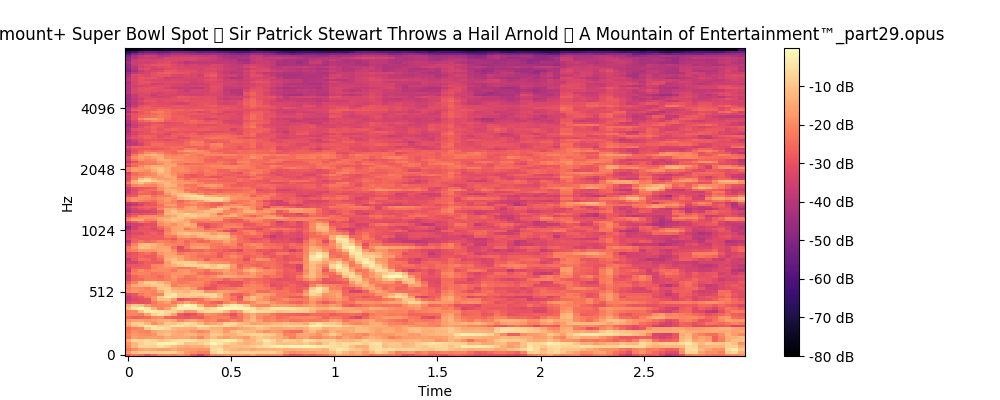 mount+ Super Bowl Spot ▯ Sir Patrick Stewart Throws a Hail Arnold ▯ A Mountain of Entertainment™_part29.opus
4096
2048
1024
512
0
Hz
0
0.5
1
1.5
2
2.5
Time
-10 dB
-20 dB
-30 dB
-40 dB
-50 dB
-60 dB
-70 dB
-80 dB